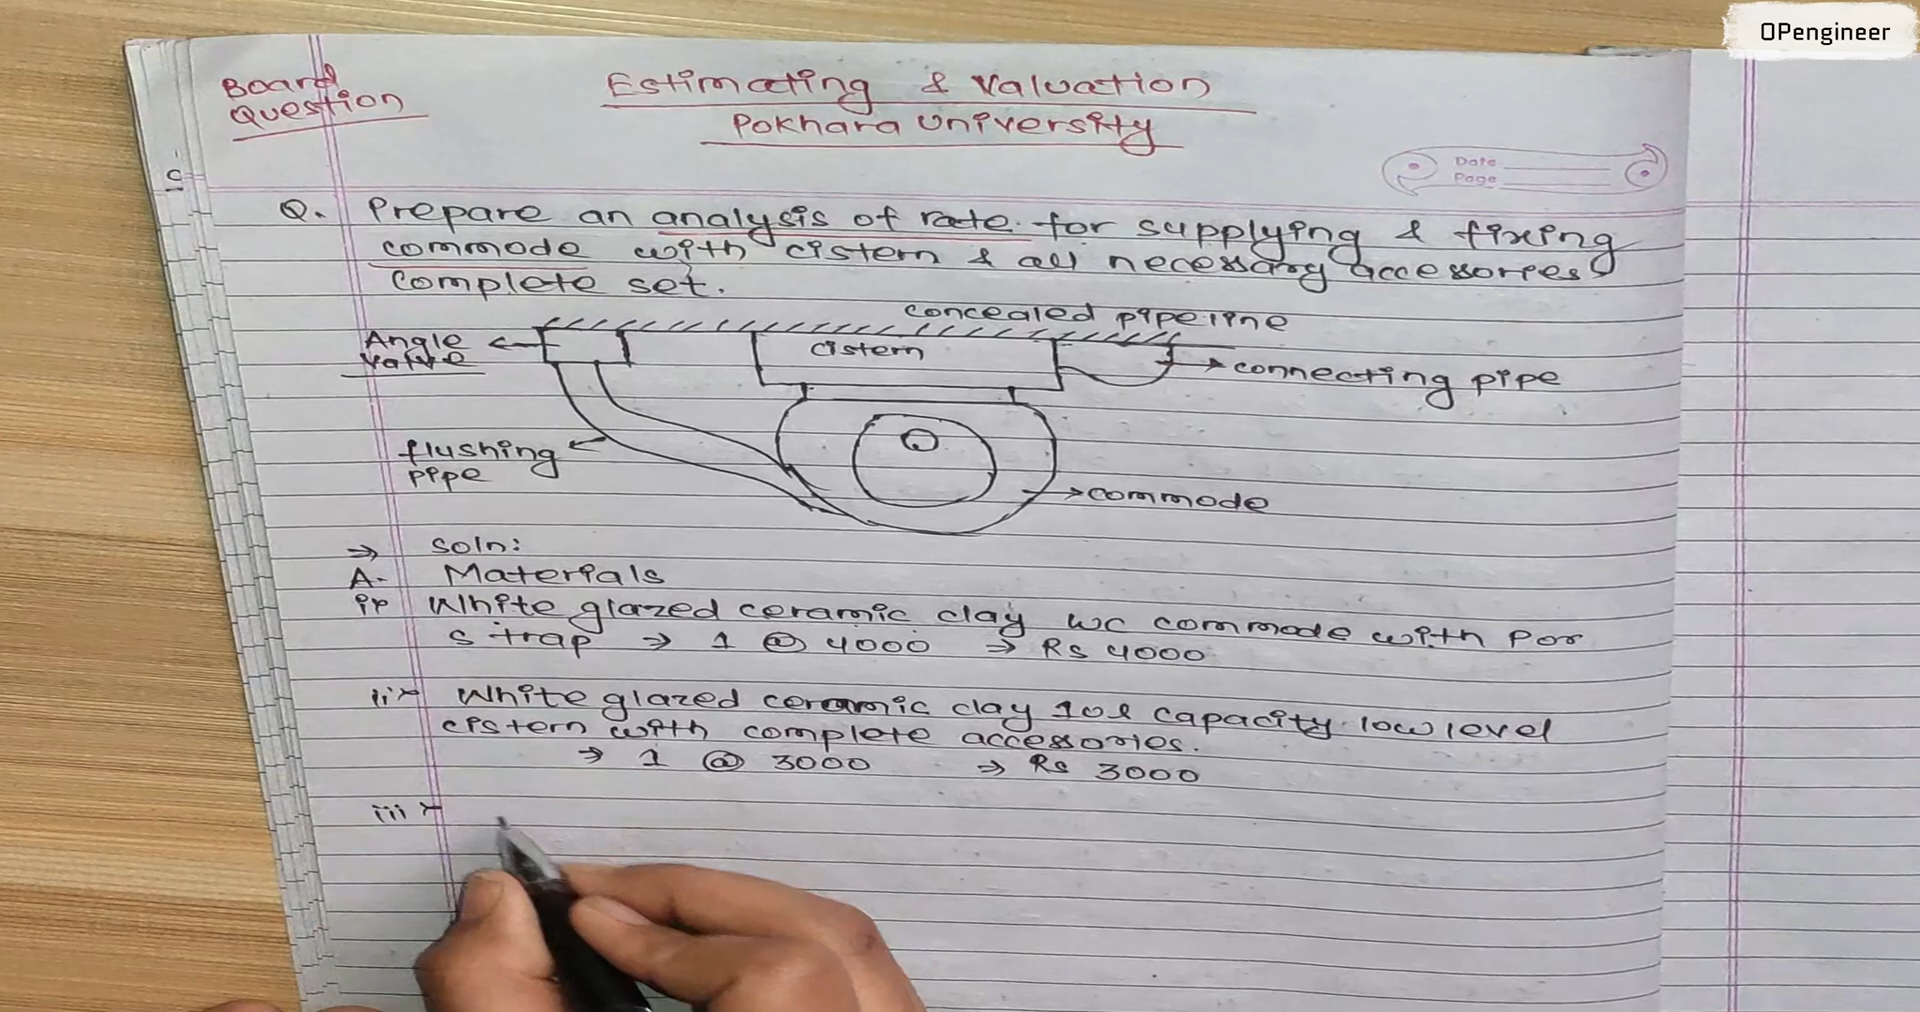 OPengineer
Board
Question
Estimating & Valuation
Pokhara University
Date
Page
Q. Prepare an analysis of rate for supplying & fixing
commode with cistern & all necessary accessories
complete set.
concealed pipeline
Angle
valve
cistern
connecting pipe
flushing
pipe
commode
Soln:
A. Materials
i> White glazed ceramic clay wc commode with P or
S trap → 1 @ 4000 → Rs 4000
ii> White glazed ceramic clay 10l capacity low level
cistern with complete accessories.
→ 1 @ 3000 → Rs 3000
iii>